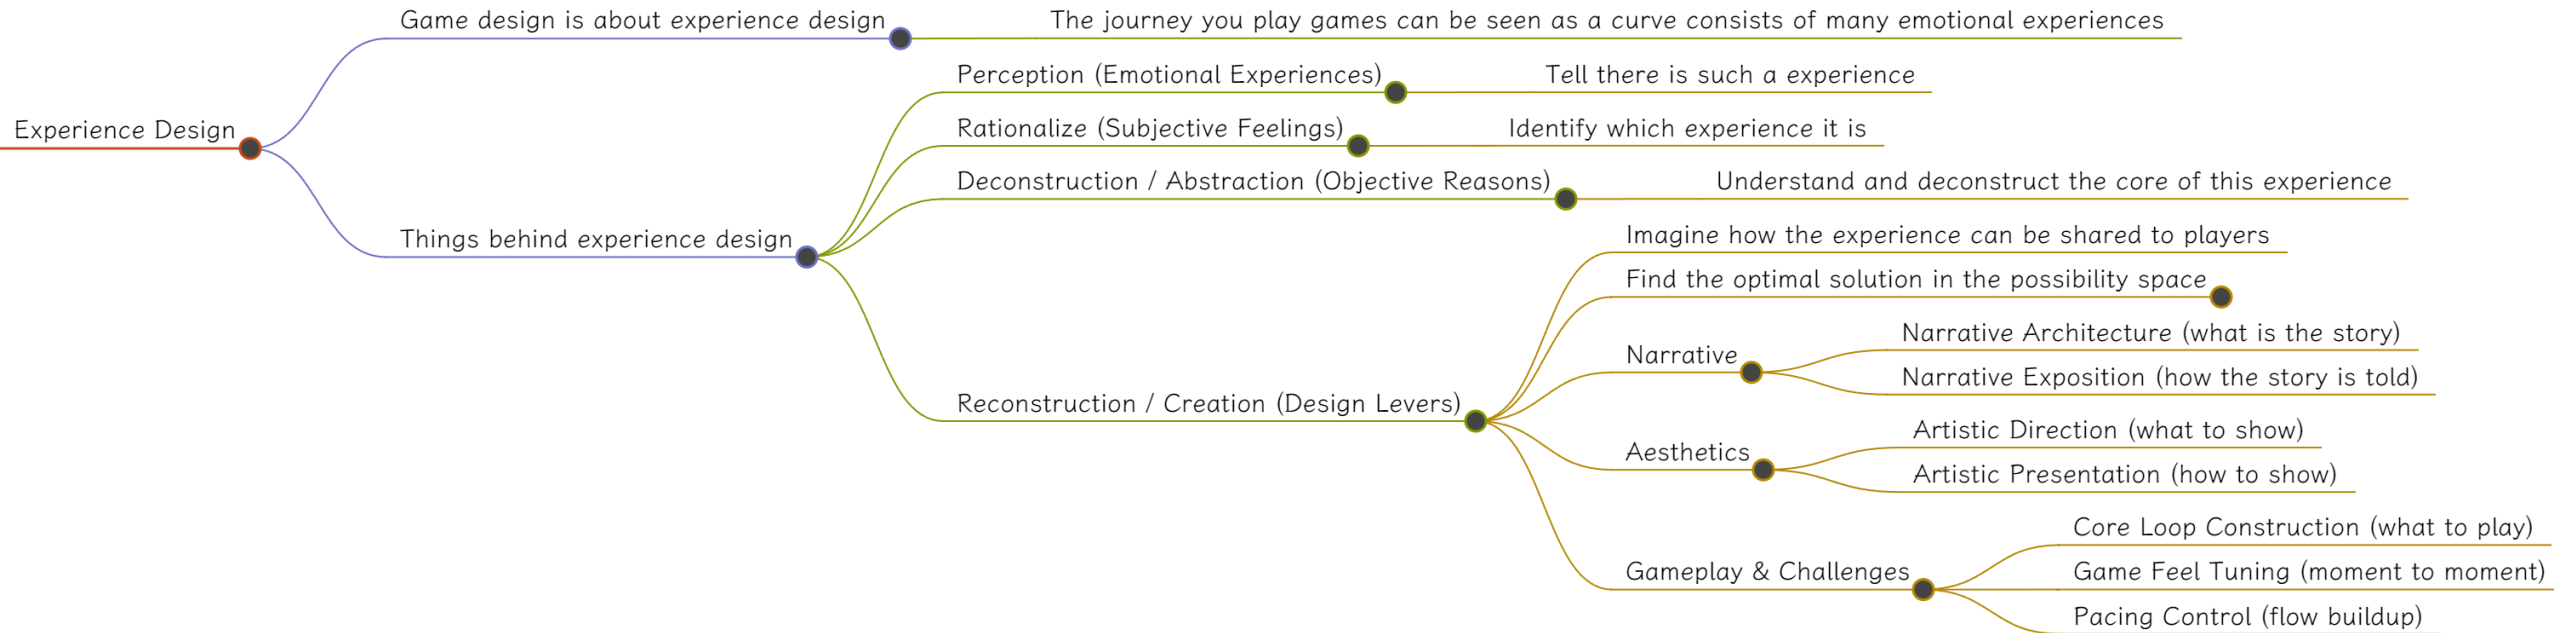 Game design is about experience design
The journey you play games can be seen as a curve consists of many emotional experiences
Perception (Emotional Experiences)
Tell there is such a experience
Experience Design
Rationalize (Subjective Feelings)
Identify which experience it is
Deconstruction / Abstraction (Objective Reasons)
Understand and deconstruct the core of this experience
Things behind experience design
Imagine how the experience can be shared to players
Find the optimal solution in the possibility space
Narrative
Narrative Architecture (what is the story)
Narrative Exposition (how the story is told)
Reconstruction / Creation (Design Levers)
Aesthetics
Artistic Direction (what to show)
Artistic Presentation (how to show)
Gameplay & Challenges
Core Loop Construction (what to play)
Game Feel Tuning (moment to moment)
Pacing Control (flow buildup)